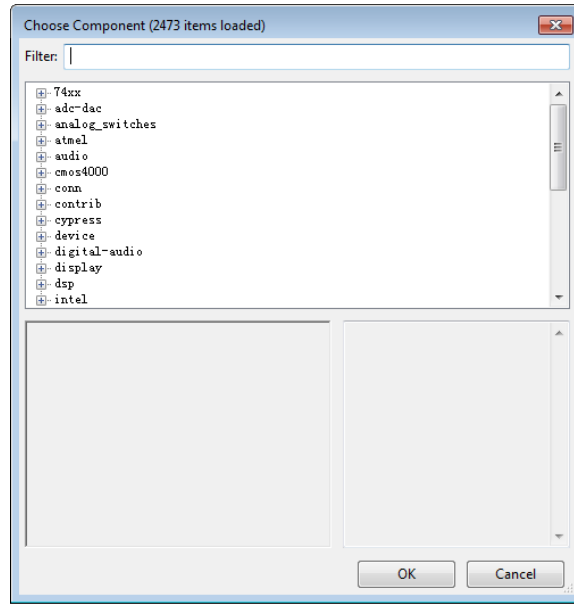 Choose Component (2473 items loaded)
Filter:
74xx
adc-dac
analog_switches
atmel
audio
cmos4000
conn
contrib
cypress
device
digital-audio
display
dsp
intel
OK Cancel